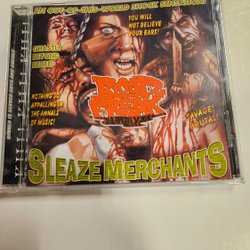 AN OUT-OF-THIS-WORLD SHOCK SENSATION!
YOU WILL
NOT BELIEVE
YOUR EARS!
GHASTLY
BEYOND
BELIEF!
NOTHING SO
APPALLING IN
THE ANNALS
OF MUSIC!
SAVAGELY
BRUTAL!
SLEAZE MERCHANTS